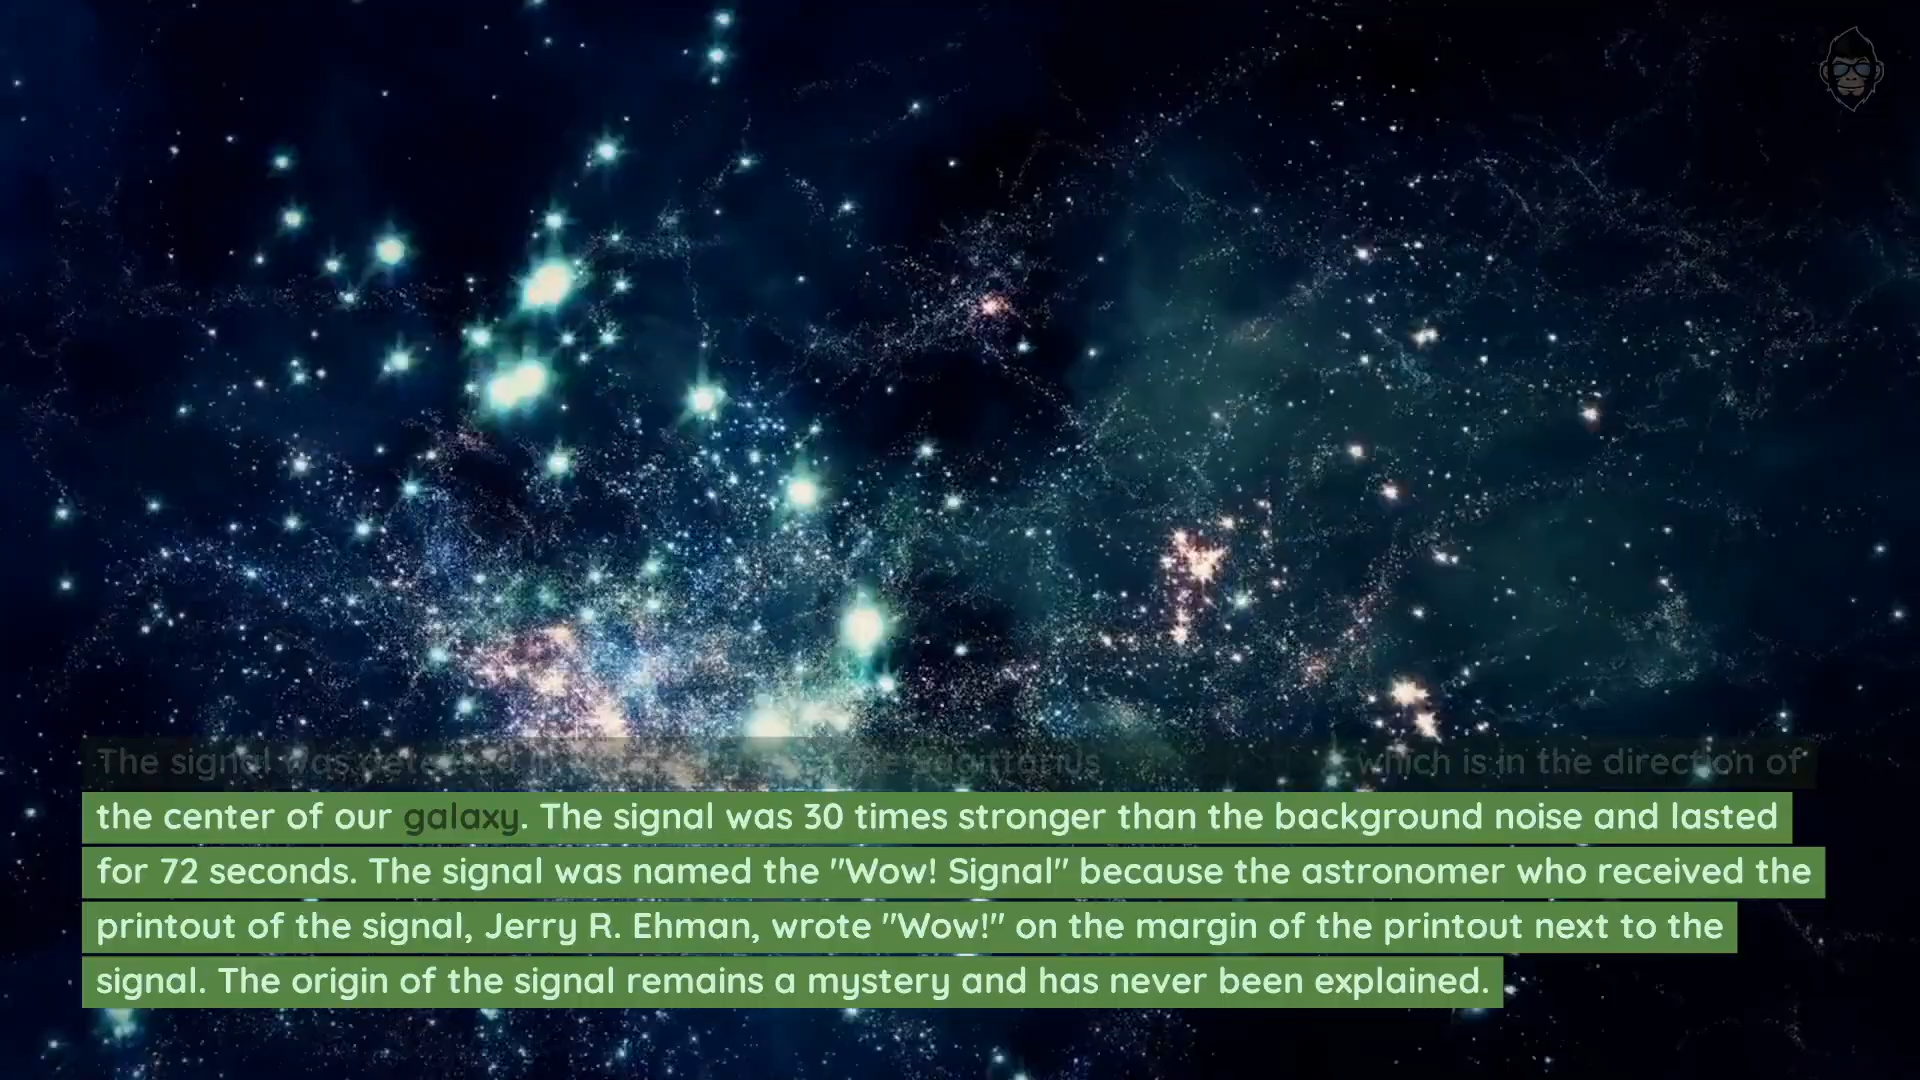 The signal was detected in Sagittarius which is in the direction of
the center of our galaxy. The signal was 30 times stronger than the background noise and lasted
for 72 seconds. The signal was named the "Wow! Signal" because the astronomer who received the
printout of the signal, Jerry R. Ehman, wrote "Wow!" on the margin of the printout next to the
signal. The origin of the signal remains a mystery and has never been explained.